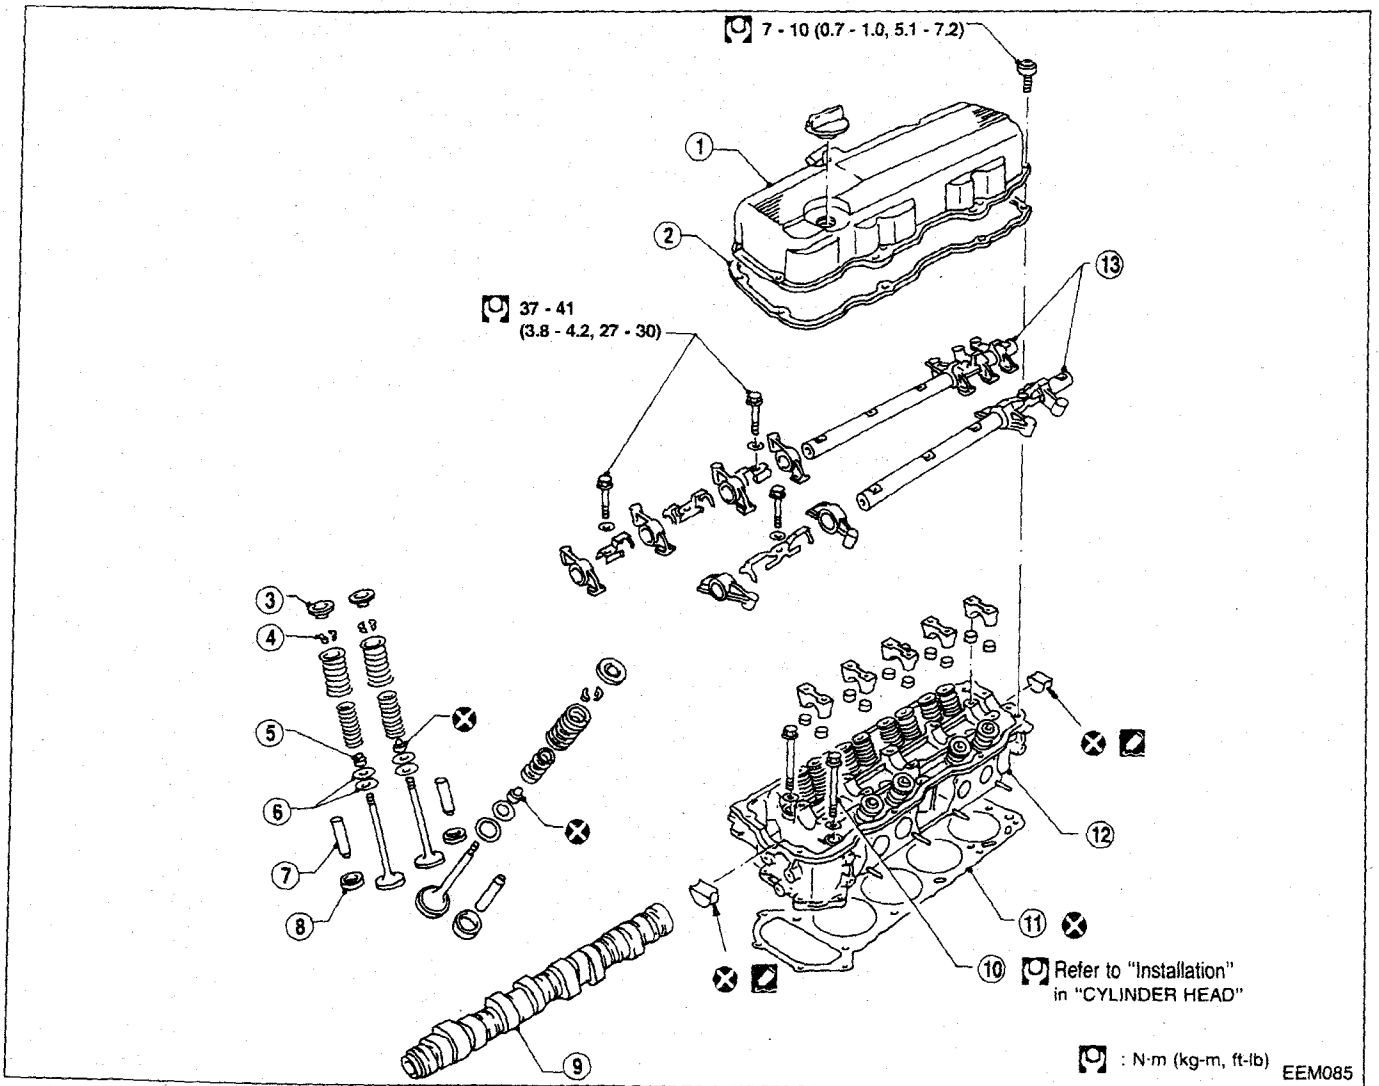 7 - 10 (0.7 - 1.0, 5.1 - 7.2)
1
2
13
37 - 41
(3.8 - 4.2, 27 - 30)
3
4
5
6
7
8
12
11
10
Refer to "Installation"
in "CYLINDER HEAD"
9
: N·m (kg-m, ft-lb)
EEM085